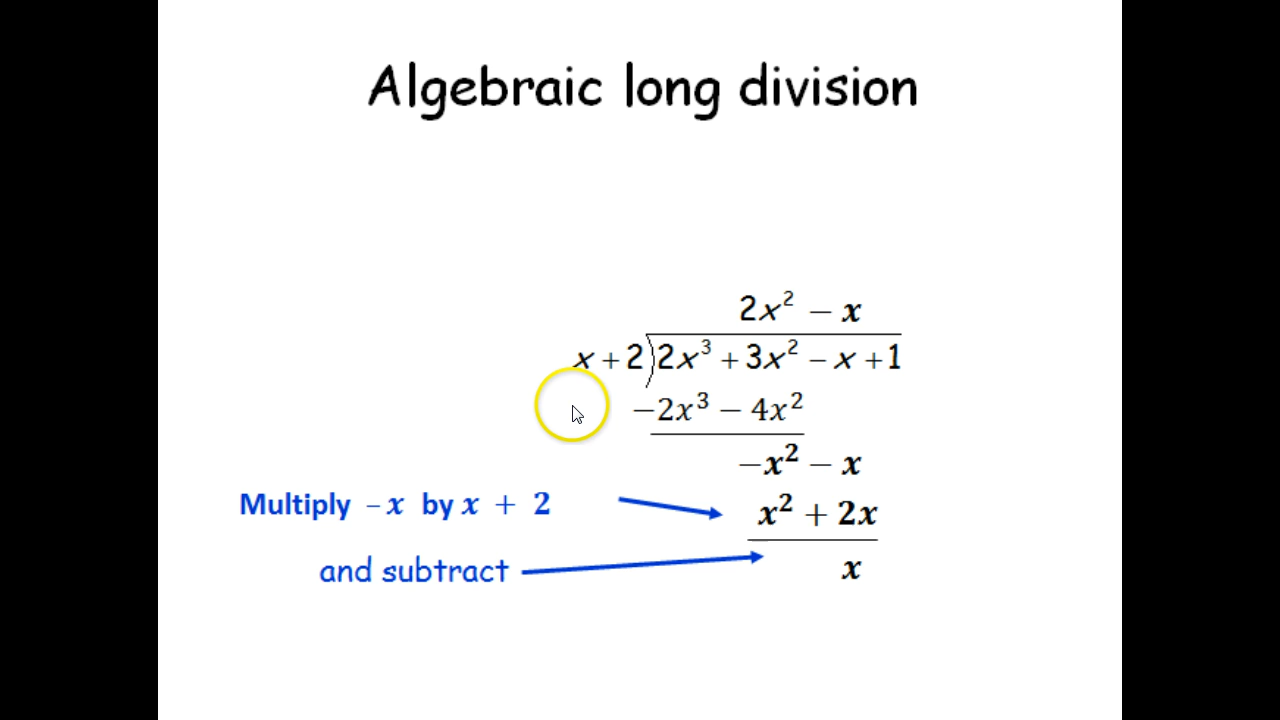 Algebraic long division
2x² − x
x + 2)2x³ + 3x² − x + 1
−2x³ − 4x²
−x² − x
Multiply −x by x + 2
x² + 2x
and subtract
x